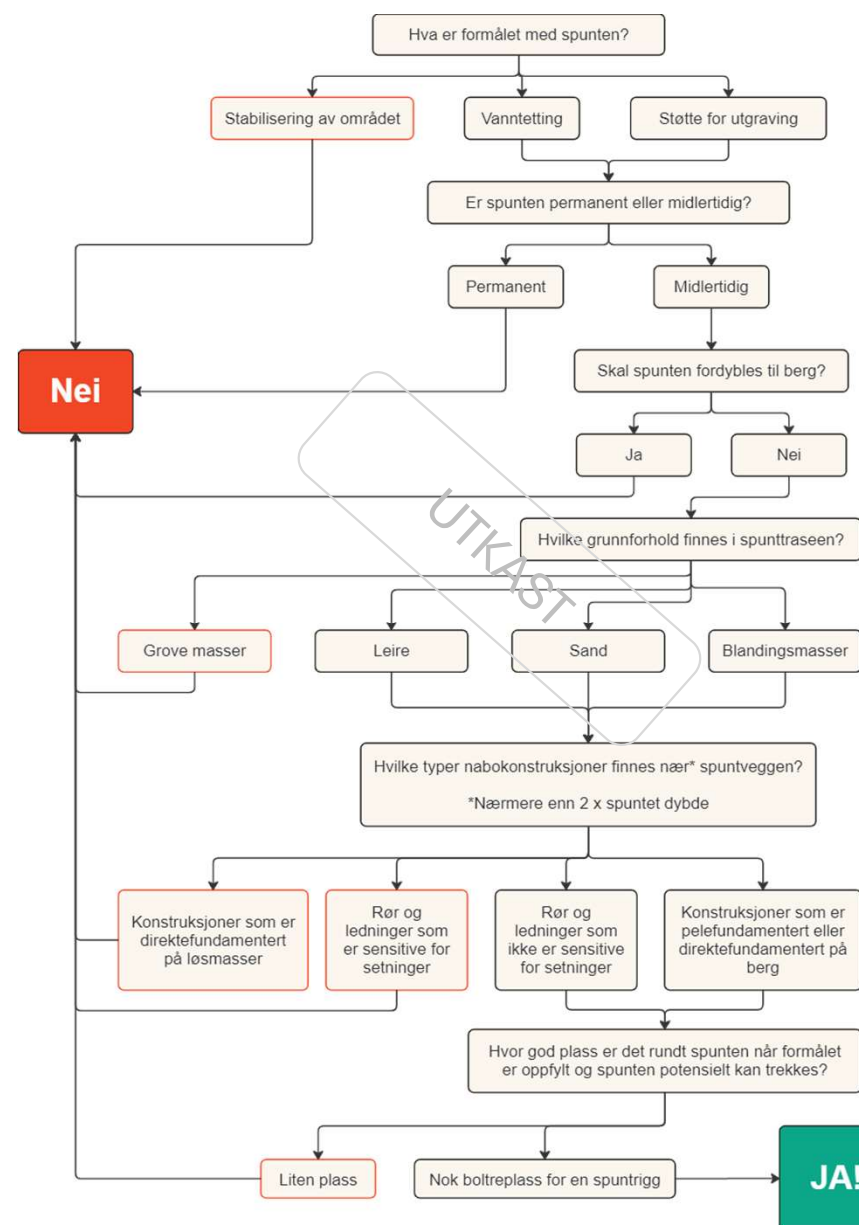 Hva er formålet med spunten?
Stabilisering av området
Vanntetting
Støtte for utgraving
Er spunten permanent eller midlertidig?
Permanent
Midlertidig
Skal spunten fordybles til berg?
Nei
Ja
Nei
Hvilke grunnforhold finnes i spunttraseen?
UTKAST
Grove masser
Leire
Sand
Blandingsmasser
Hvilke typer nabokonstruksjoner finnes nær* spuntveggen?
*Nærmere enn 2 x spuntet dybde
Konstruksjoner som er
direktefundamentert
på løsmasser
Rør og
ledninger som
er sensitive for
setninger
Rør og
ledninger som
ikke er sensitive
for setninger
Konstruksjoner som er
pelefundamentert eller
direktefundamentert på
berg
Hvor god plass er det rundt spunten når formålet
er oppfylt og spunten potensielt kan trekkes?
Liten plass
Nok boltreplass for en spuntrigg
JA!